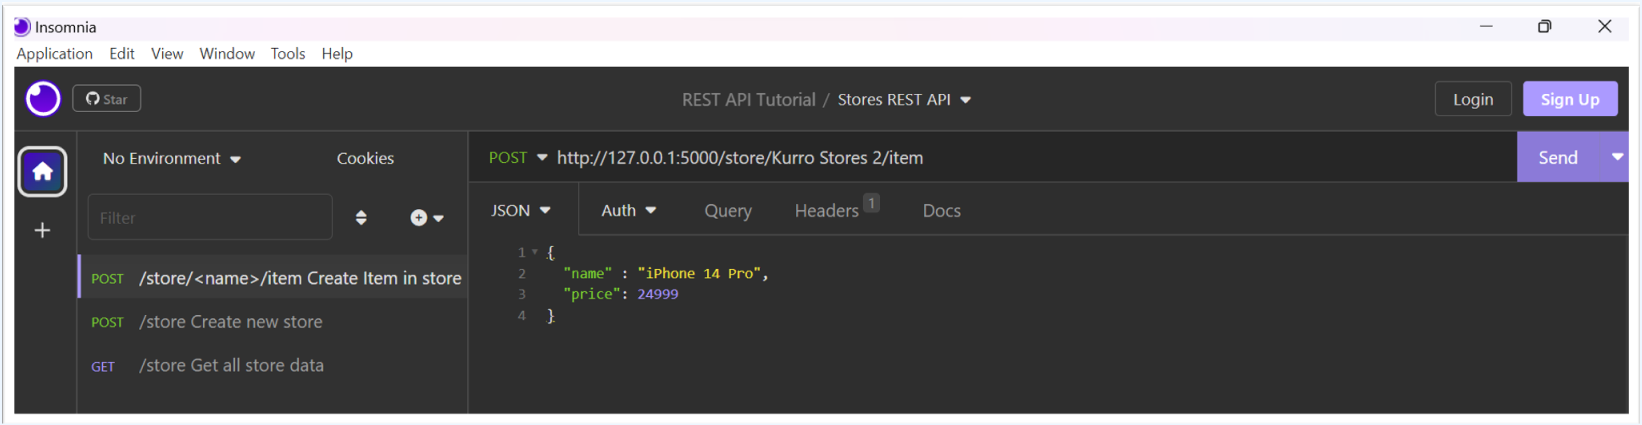 Insomnia
Application Edit View Window Tools Help
Star
REST API Tutorial / Stores REST API
Login
Sign Up
No Environment
Cookies
Filter
POST /store/<name>/item Create Item in store
POST /store Create new store
GET /store Get all store data
POST http://127.0.0.1:5000/store/Kurro Stores 2/item
Send
JSON Auth Query Headers 1 Docs
1 {
2 "name" : "iPhone 14 Pro",
3 "price": 24999
4 }